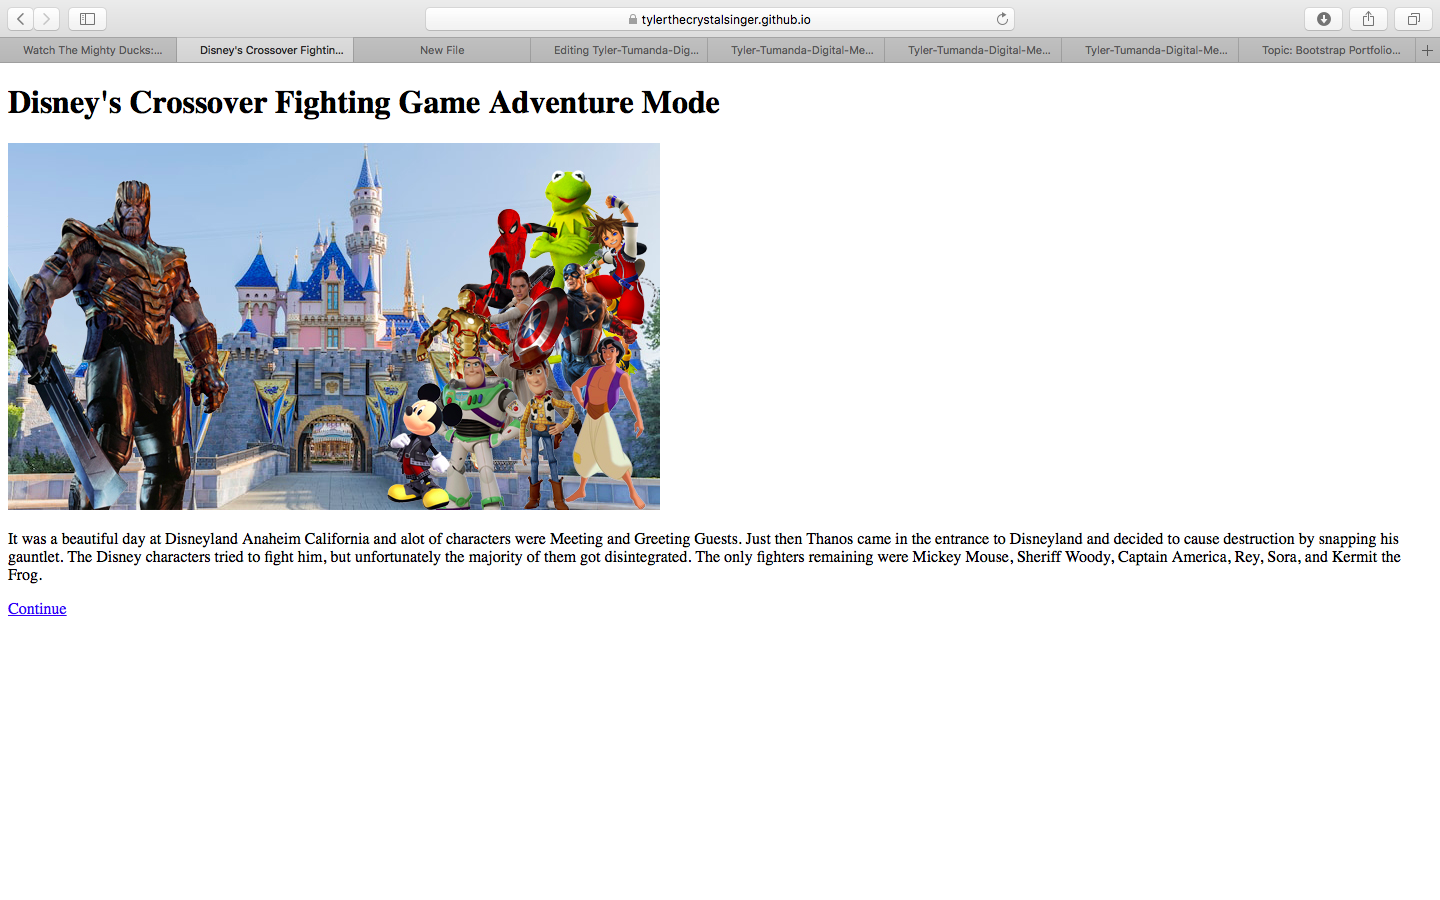 tylerthecrystalsinger.github.io
Watch The Mighty Ducks:...
Disney's Crossover Fightin...
New File
Editing Tyler-Tumanda-Dig...
Tyler-Tumanda-Digital-Me...
Tyler-Tumanda-Digital-Me...
Tyler-Tumanda-Digital-Me...
Topic: Bootstrap Portfolio...
Disney's Crossover Fighting Game Adventure Mode
It was a beautiful day at Disneyland Anaheim California and alot of characters were Meeting and Greeting Guests. Just then Thanos came in the entrance to Disneyland and decided to cause destruction by snapping his
gauntlet. The Disney characters tried to fight him, but unfortunately the majority of them got disintegrated. The only fighters remaining were Mickey Mouse, Sheriff Woody, Captain America, Rey, Sora, and Kermit the
Frog.
Continue